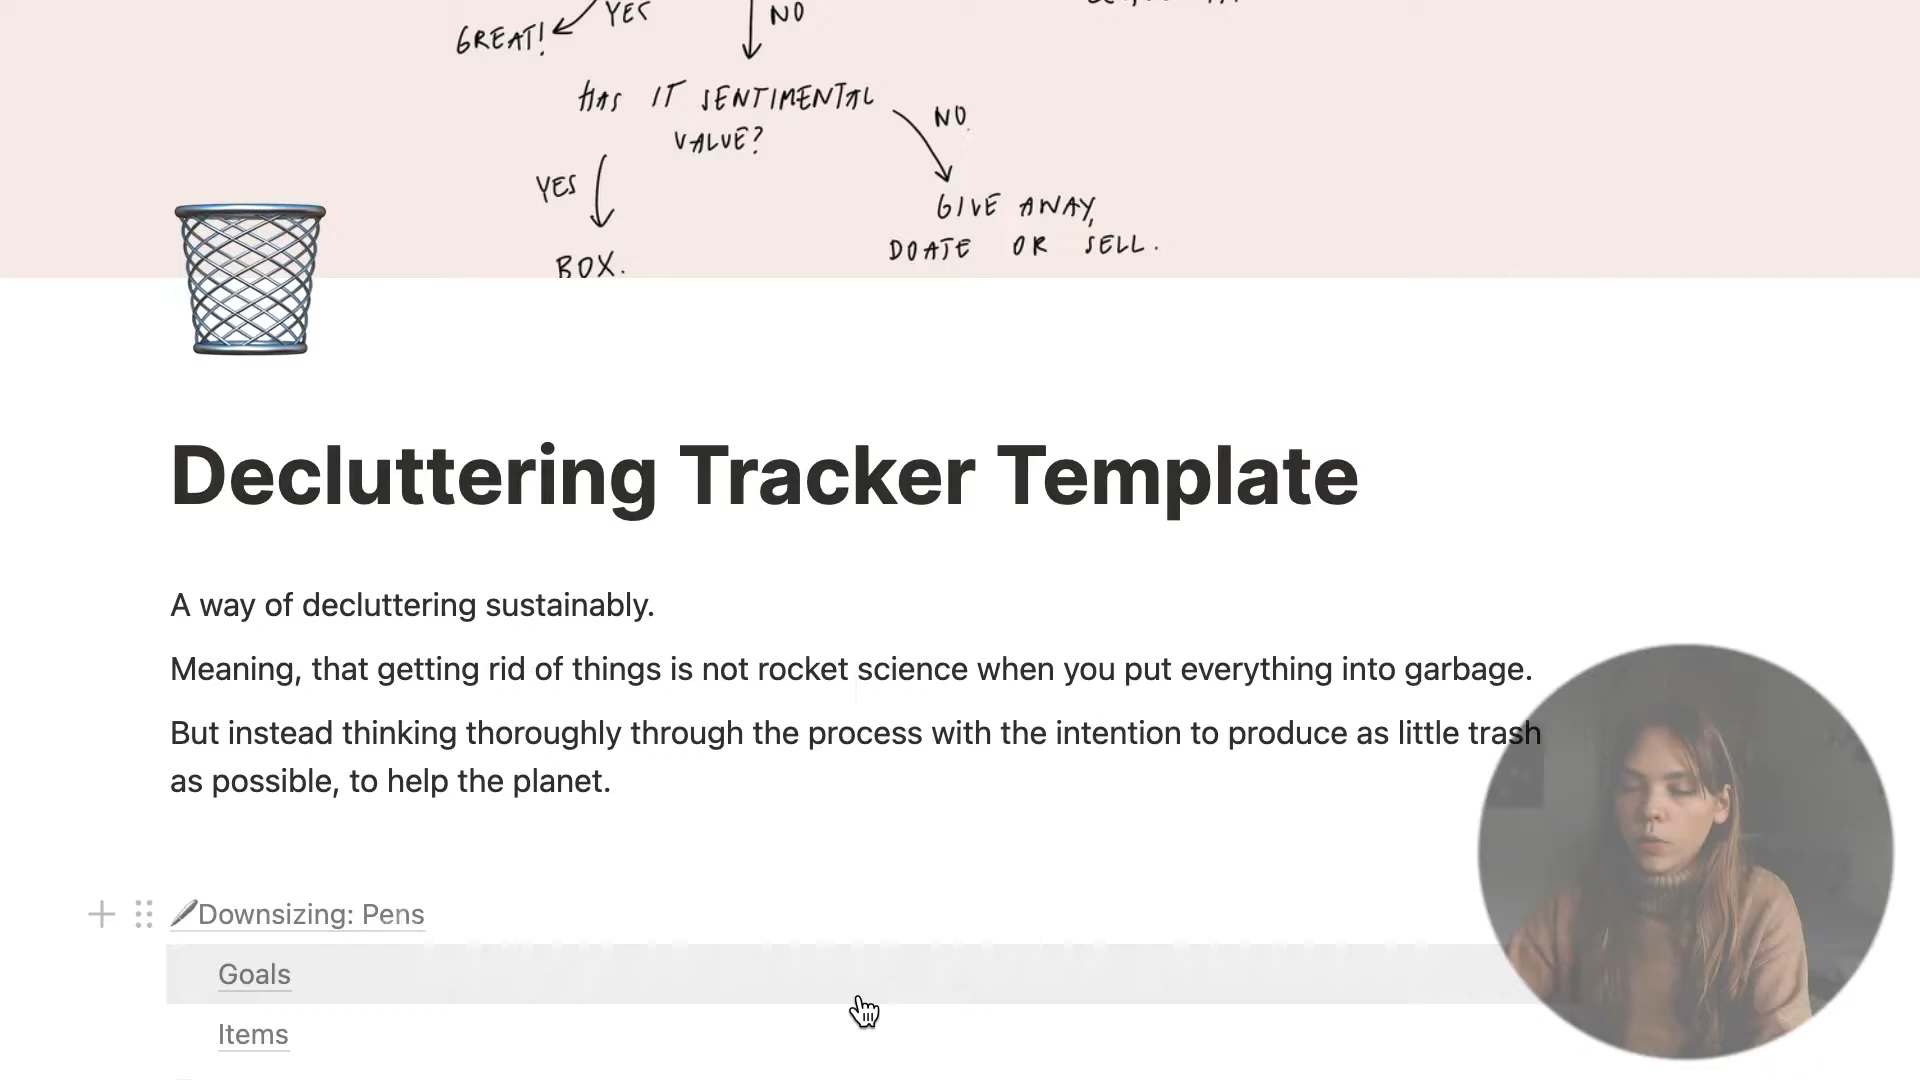 YES
NO
GREAT!
HAS IT SENTIMENTAL
NO.
VALUE?
YES
GIVE AWAY,
DOATE OR SELL.
BOX.
Decluttering Tracker Template
A way of decluttering sustainably.
Meaning, that getting rid of things is not rocket science when you put everything into garbage.
But instead thinking thoroughly through the process with the intention to produce as little trash
as possible, to help the planet.
Downsizing: Pens
Goals
Items